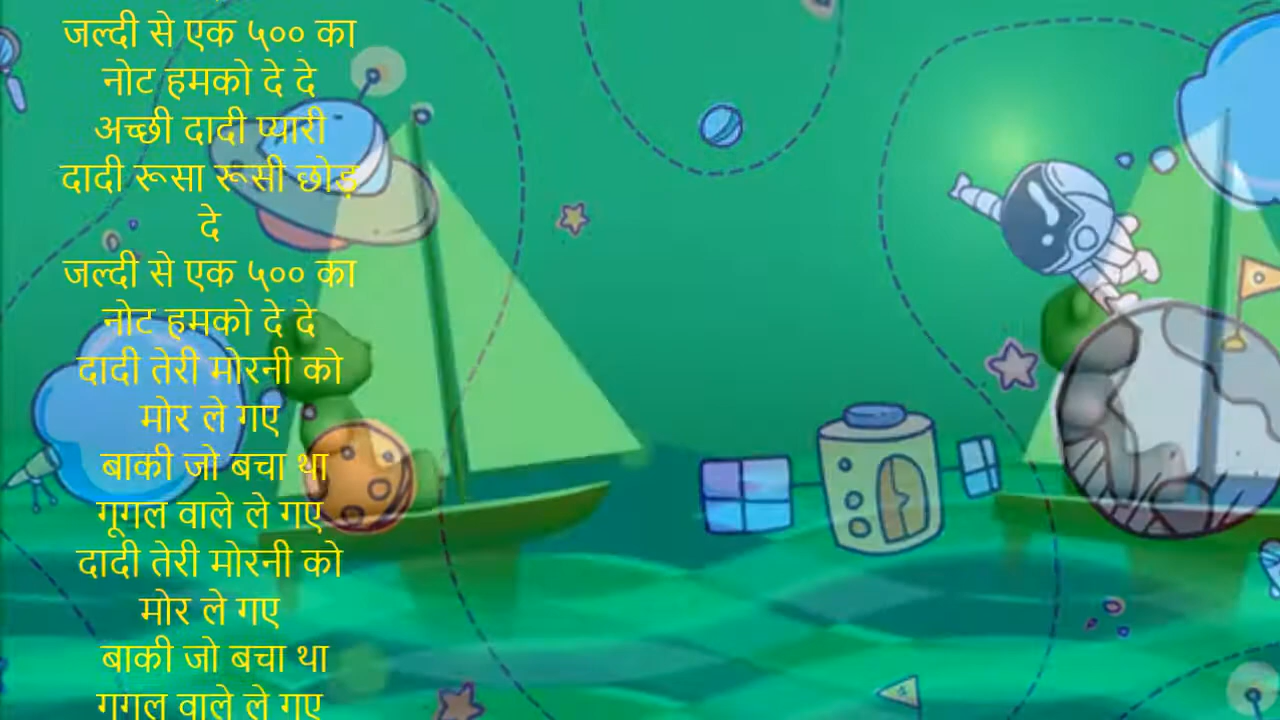 जल्दी से एक ५०० का
नोट हमको दे दे
अच्छी दादी प्यारी
दादी रूसा रूसी छोड़
दे
जल्दी से एक ५०० का
नोट हमको दे दे
दादी तेरी मोरनी को
मोर ले गए
बाकी जो बचा था
गूगल वाले ले गए
दादी तेरी मोरनी को
मोर ले गए
बाकी जो बचा था
गूगल वाले ले गए